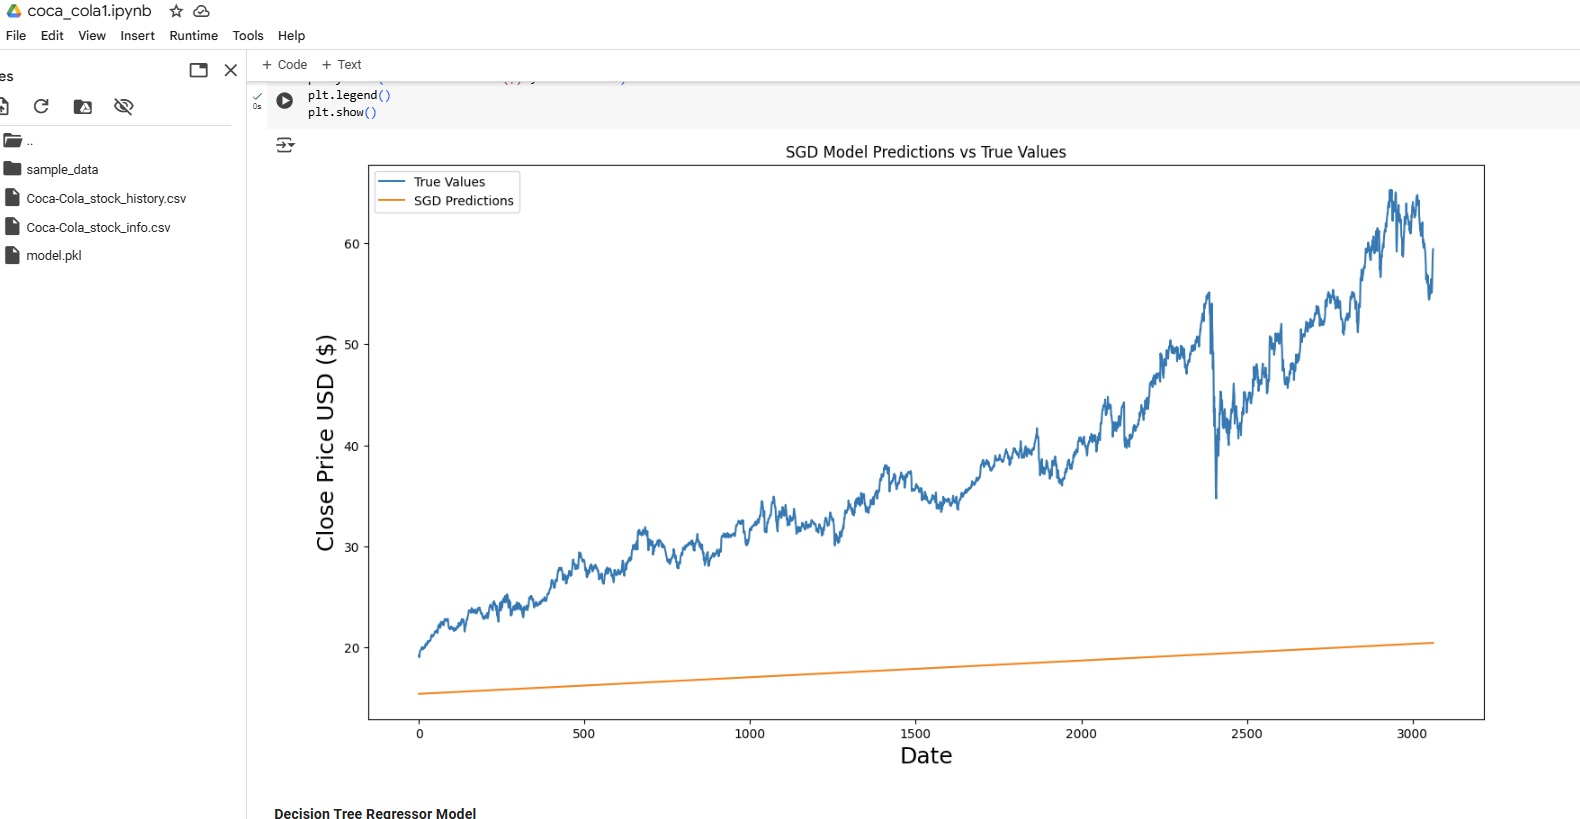 coca_cola1.ipynb
File Edit View Insert Runtime Tools Help
es
+ Code + Text
..
sample_data
Coca-Cola_stock_history.csv
Coca-Cola_stock_info.csv
model.pkl
0s
plt.legend()
plt.show()
SGD Model Predictions vs True Values
True Values
SGD Predictions
Close Price USD ($)
60
50
40
30
20
0 500 1000 1500 2000 2500 3000
Date
Decision Tree Regressor Model